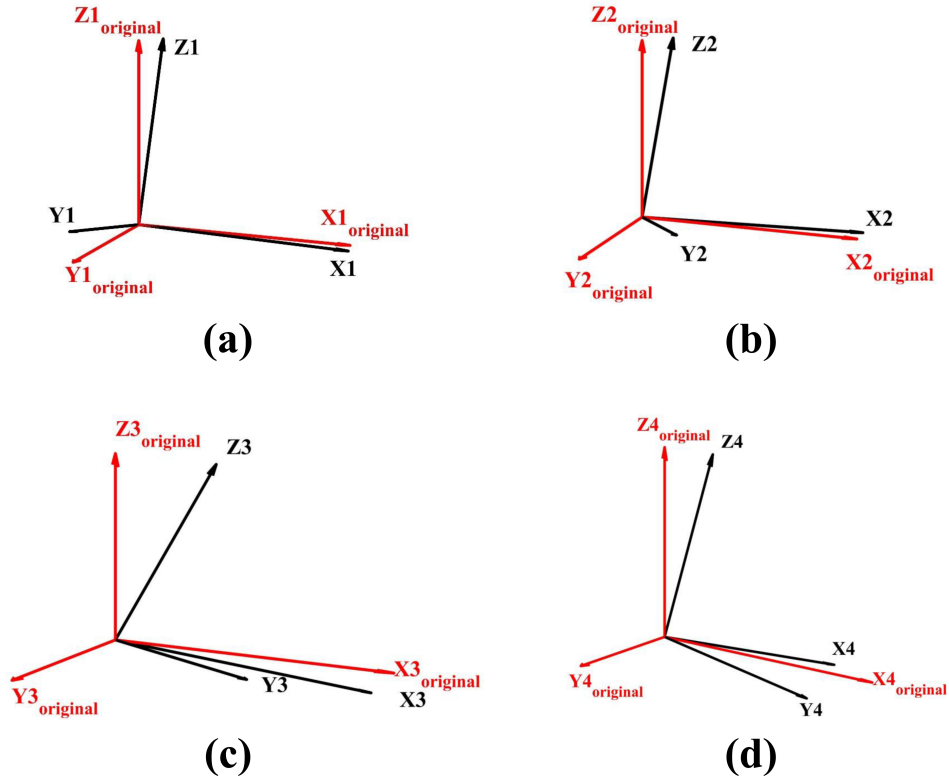 Z1original
Z1
Z2original
Z2
Y1
X1original
X1
Y1original
X2
Y2
X2original
Y2original
(a)
(b)
Z3original
Z3
Z4original
Z4
X3original
X3
Y3
Y3original
X4
X4original
Y4original
Y4
(c)
(d)